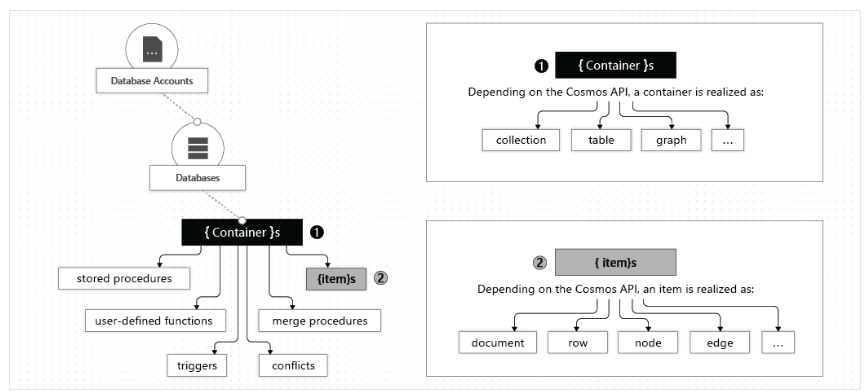 ...
Database Accounts
Databases
{ Container }s 1
stored procedures
{item}s 2
user-defined functions
merge procedures
triggers
conflicts
1 { Container }s
Depending on the Cosmos API, a container is realized as:
collection table graph ...
2 { item}s
Depending on the Cosmos API, an item is realized as:
document row node edge ...